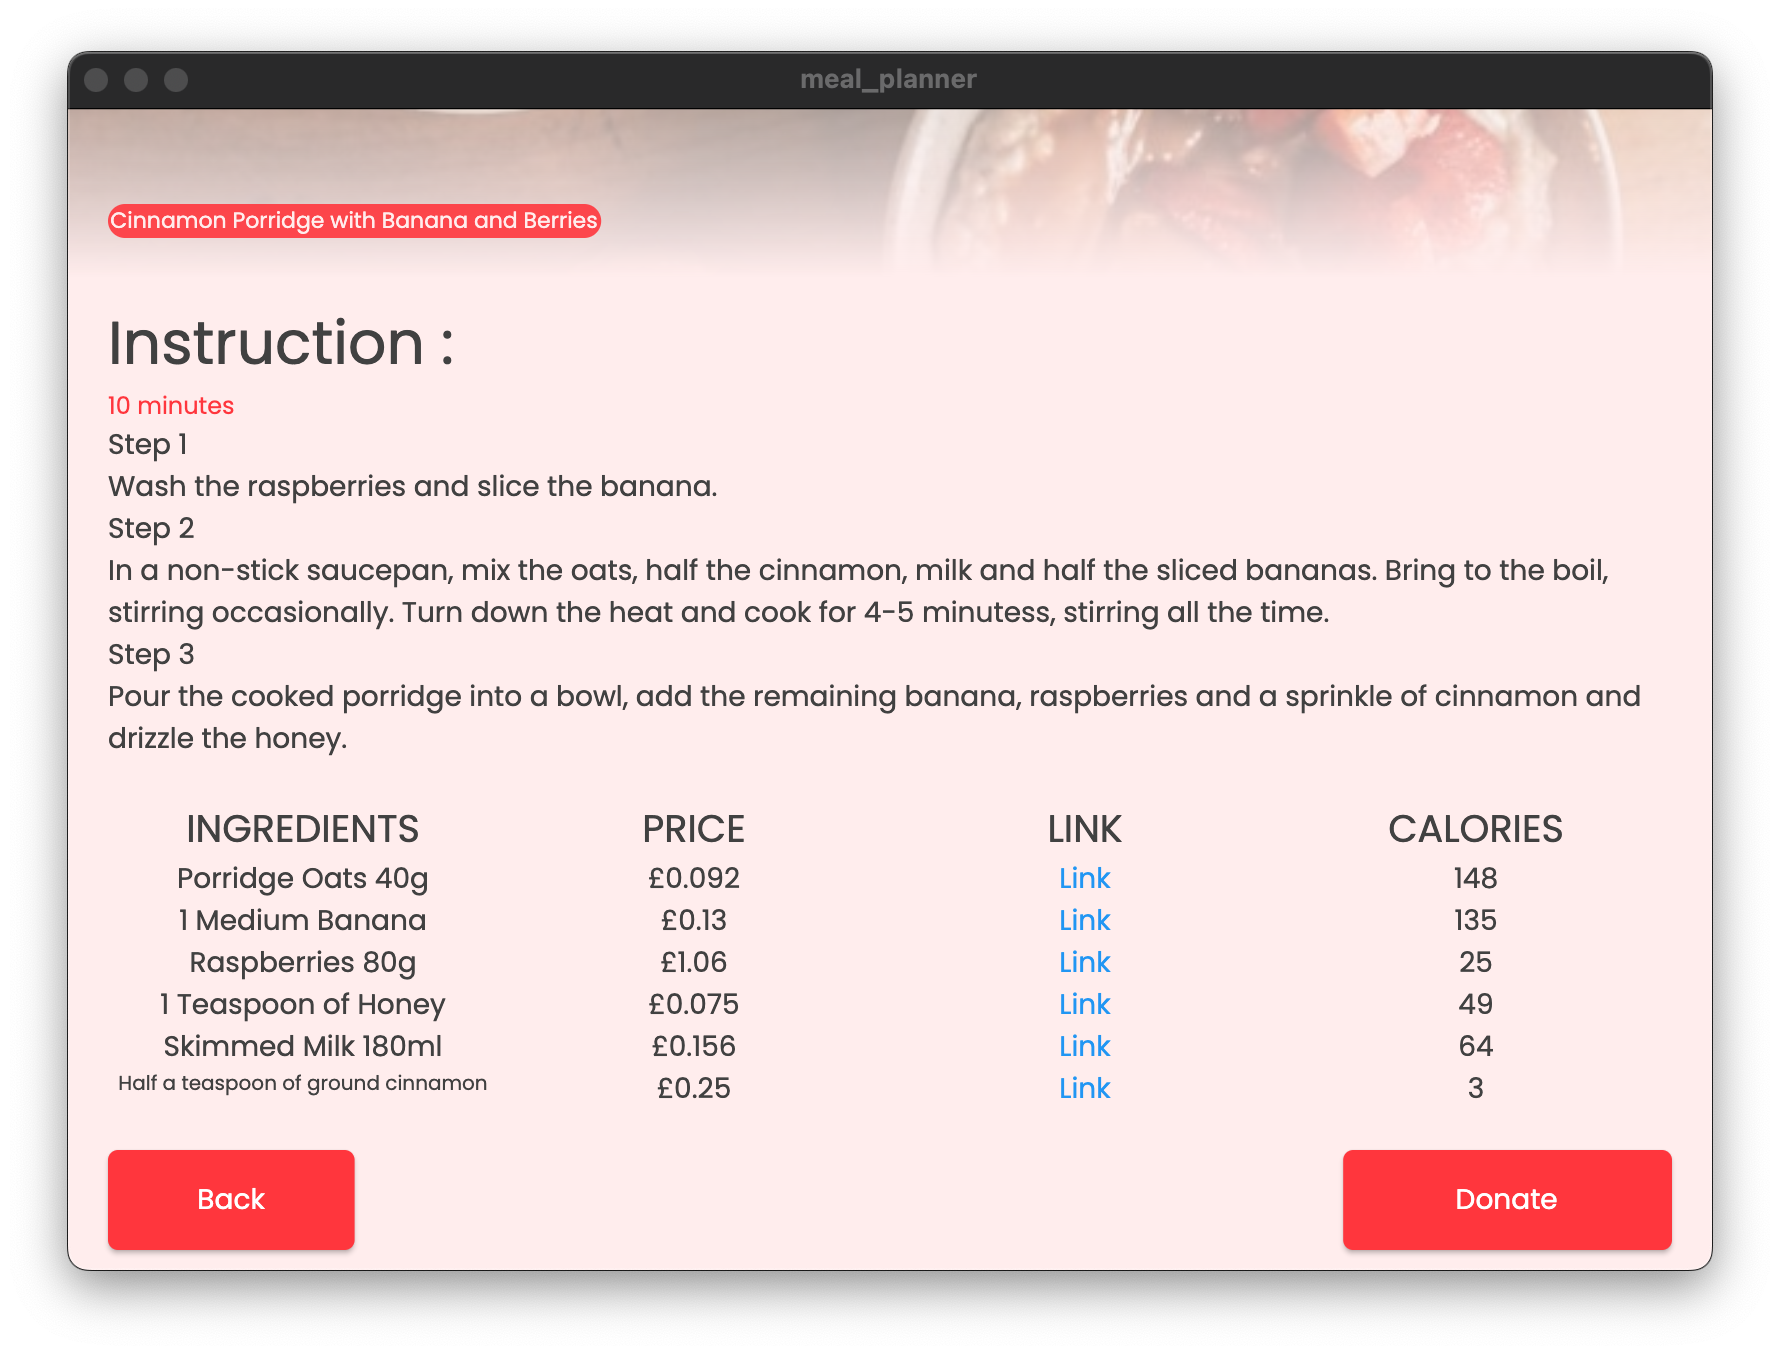 meal_planner
Cinnamon Porridge with Banana and Berries
Instruction :
10 minutes
Step 1
Wash the raspberries and slice the banana.
Step 2
In a non-stick saucepan, mix the oats, half the cinnamon, milk and half the sliced bananas. Bring to the boil,
stirring occasionally. Turn down the heat and cook for 4-5 minutess, stirring all the time.
Step 3
Pour the cooked porridge into a bowl, add the remaining banana, raspberries and a sprinkle of cinnamon and
drizzle the honey.
INGREDIENTS PRICE LINK CALORIES
Porridge Oats 40g £0.092 Link 148
1 Medium Banana £0.13 Link 135
Raspberries 80g £1.06 Link 25
1 Teaspoon of Honey £0.075 Link 49
Skimmed Milk 180ml £0.156 Link 64
Half a teaspoon of ground cinnamon £0.25 Link 3
Back Donate